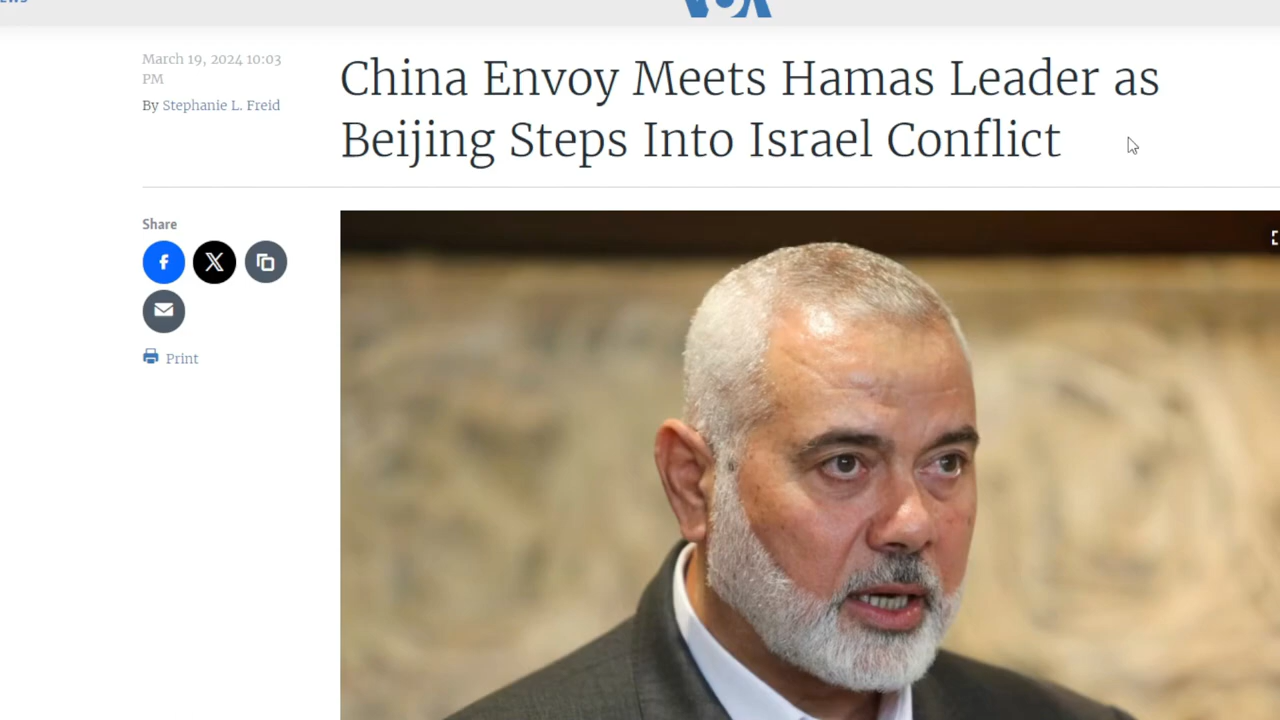 VOA
March 19, 2024 10:03
PM
By Stephanie L. Freid
China Envoy Meets Hamas Leader as
Beijing Steps Into Israel Conflict
Share
Print